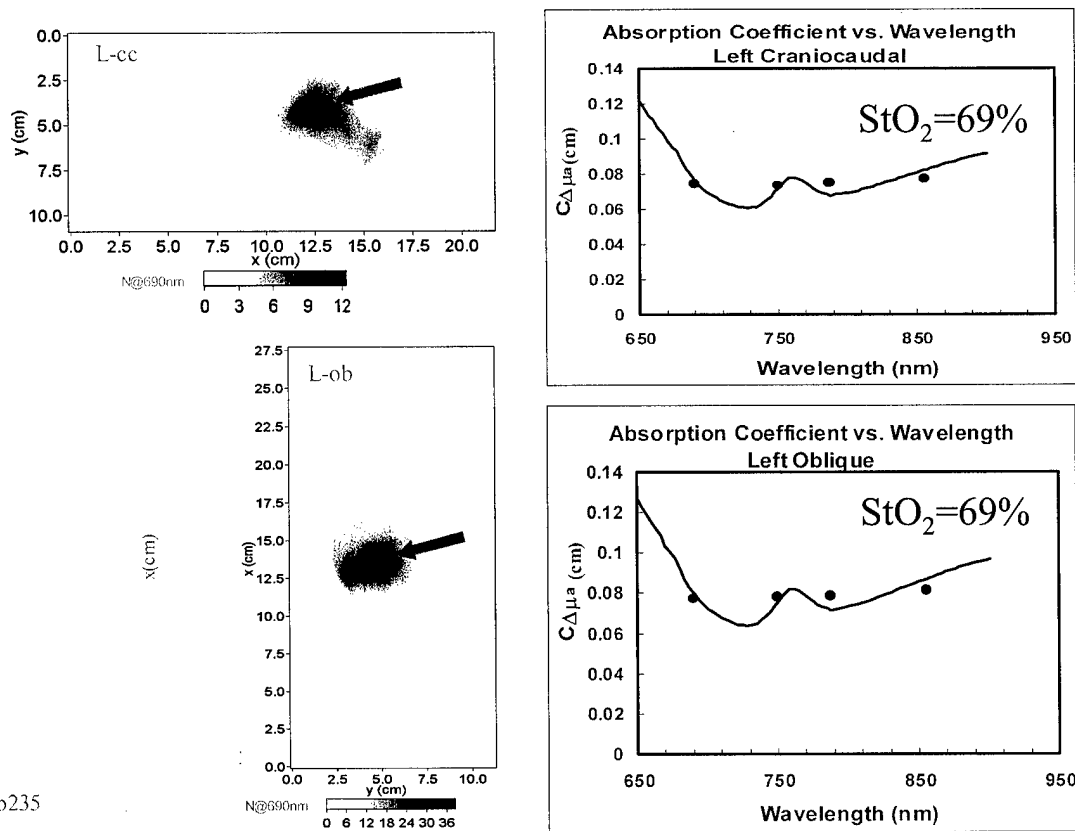 L-cc
0.0
2.5
5.0
7.5
10.0
y (cm)
0.0 2.5 5.0 7.5 10.0 12.5 15.0 17.5 20.0
x (cm)
N@690nm
0 3 6 9 12
Absorption Coefficient vs. Wavelength
Left Craniocaudal
StO₂=69%
0.14
0.12
0.1
0.08
0.06
0.04
0.02
0
CΔμa (cm)
650 750 850 950
Wavelength (nm)
L-ob
27.5
25.0
22.5
20.0
17.5
15.0
12.5
10.0
7.5
5.0
2.5
0.0
x (cm)
x(cm)
0.0 2.5 5.0 7.5 10.0
y (cm)
N@690nm
0 6 12 18 24 30 36
Absorption Coefficient vs. Wavelength
Left Oblique
StO₂=69%
0.14
0.12
0.1
0.08
0.06
0.04
0.02
0
CΔμa (cm)
650 750 850 950
Wavelength (nm)